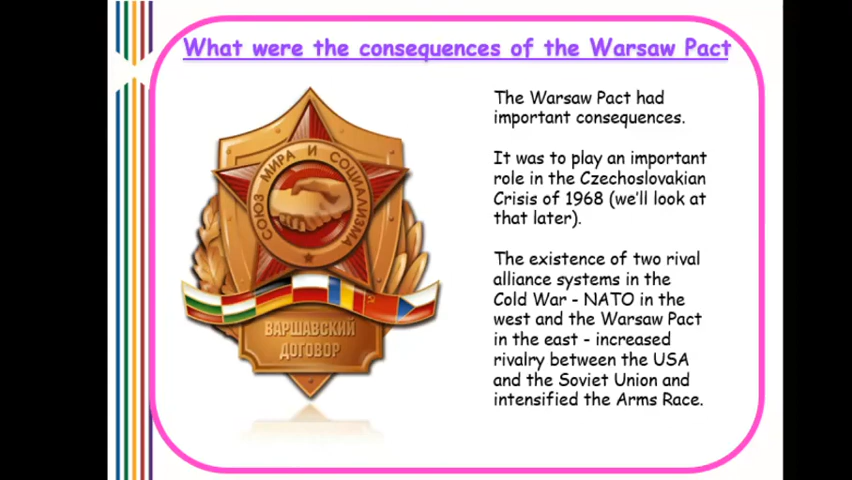 What were the consequences of the Warsaw Pact
СОЮЗ МИРА И СОЦИАЛИЗМА
ВАРШАВСКИЙ
ДОГОВОР
The Warsaw Pact had
important consequences.
It was to play an important
role in the Czechoslovakian
Crisis of 1968 (we'll look at
that later).
The existence of two rival
alliance systems in the
Cold War - NATO in the
west and the Warsaw Pact
in the east - increased
rivalry between the USA
and the Soviet Union and
intensified the Arms Race.